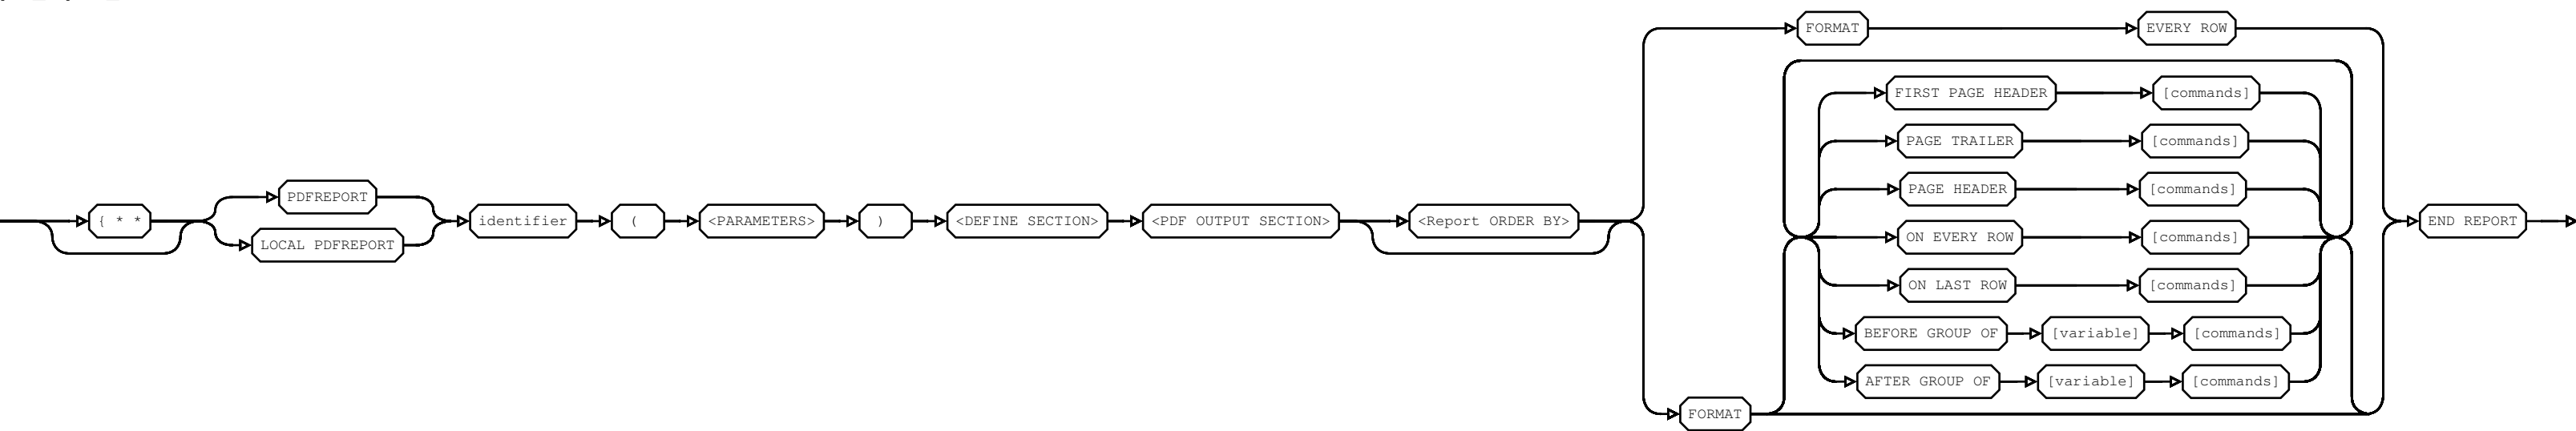 FORMAT EVERY ROW
FIRST PAGE HEADER [commands]
PAGE TRAILER [commands]
PAGE HEADER [commands]
ON EVERY ROW [commands]
ON LAST ROW [commands]
BEFORE GROUP OF [variable] [commands]
AFTER GROUP OF [variable] [commands]
FORMAT
{ * *
PDFREPORT
LOCAL PDFREPORT
identifier ( <PARAMETERS> ) <DEFINE SECTION> <PDF OUTPUT SECTION> <Report ORDER BY>
END REPORT